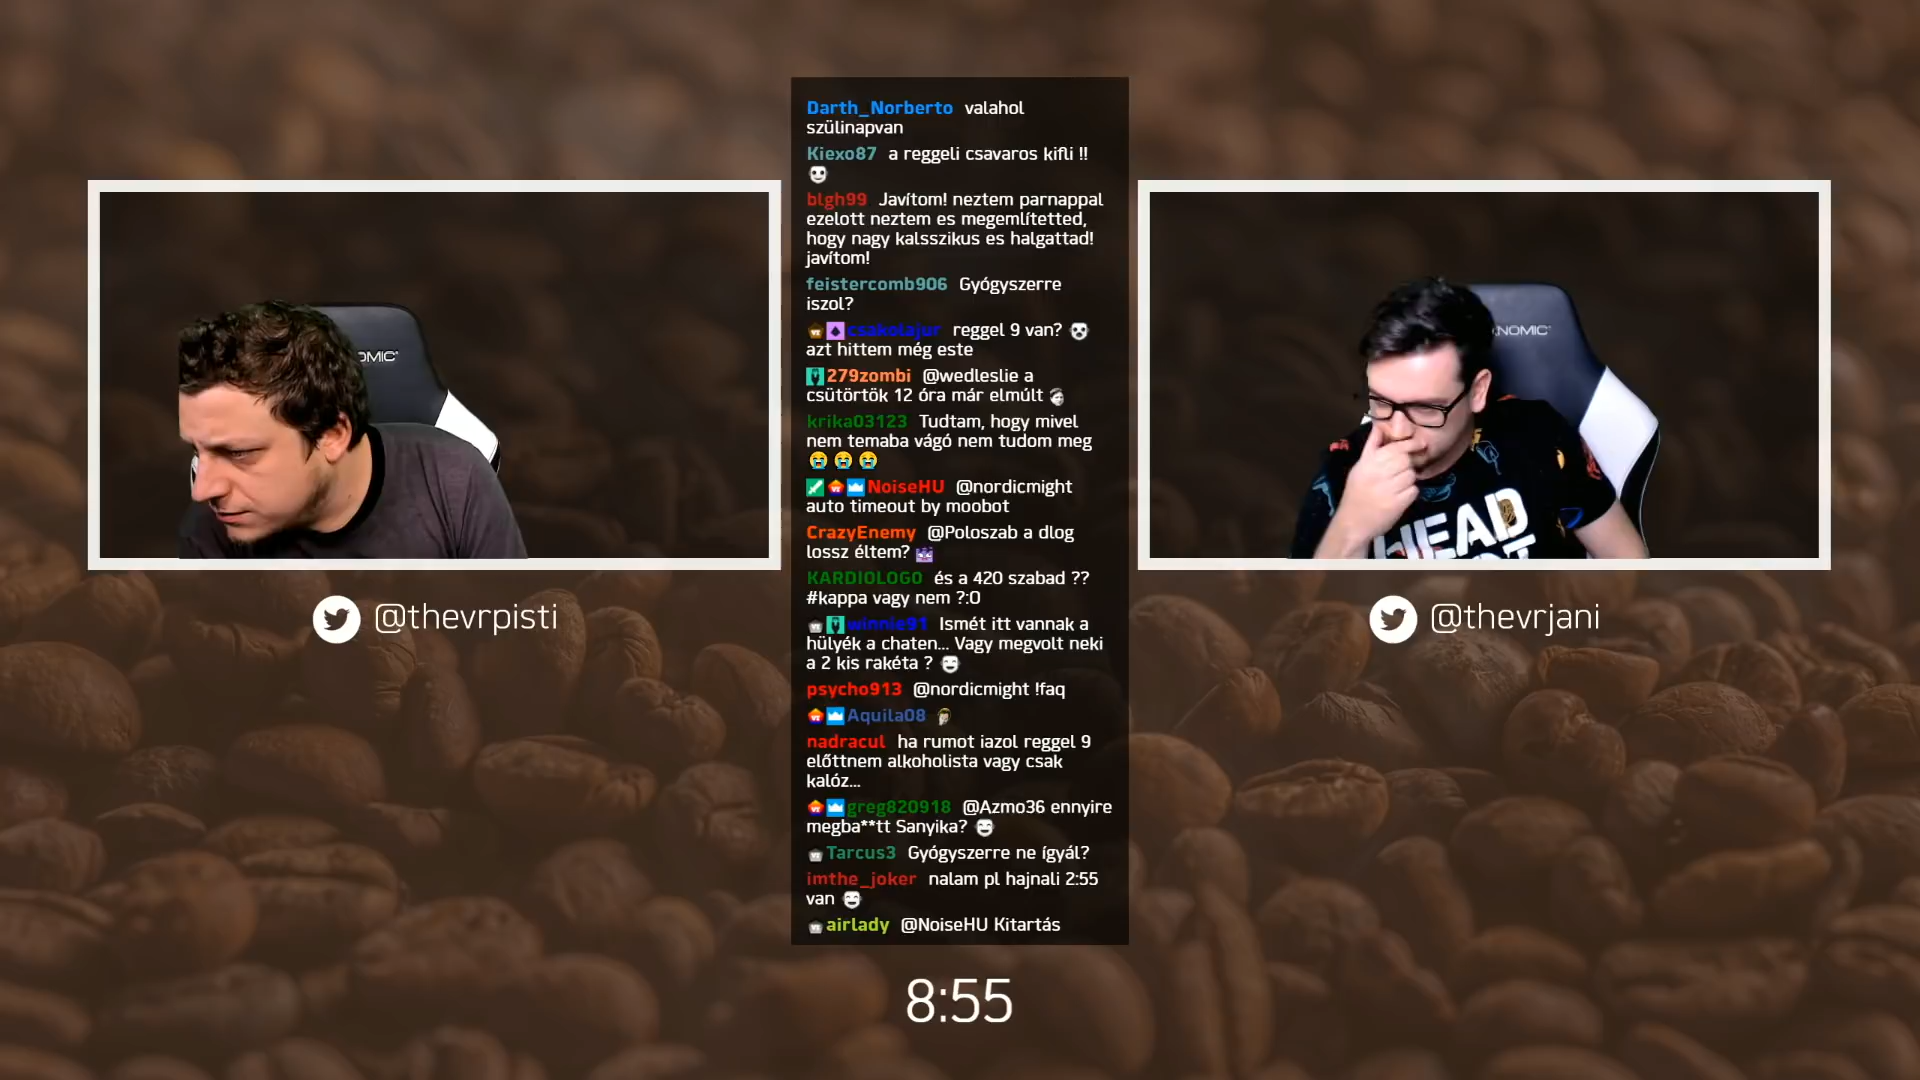 Darth_Norberto valahol
szülinapvan
Kiexo87 a reggeli csavaros kifli !!
blgh99 Javítom! neztem parnappal
ezelott neztem es megemlítetted,
hogy nagy kalsszikus es halgattad!
javítom!
feistercomb906 Gyógyszerre
iszol?
csakolajur reggel 9 van?
azt hittem még este
279zombi @wedleslie a
csütörtök 12 óra már elmúlt
krika03123 Tudtam, hogy mivel
nem temaba vágó nem tudom meg
NoiseHU @nordicmight
auto timeout by moobot
CrazyEnemy @Poloszab a dlog
lossz éltem?
KARDIOLOGO és a 420 szabad ??
#kappa vagy nem ?:O
winnie91 Ismét itt vannak a
hülyék a chaten... Vagy megvolt neki
a 2 kis rakéta ?
psycho913 @nordicmight !faq
Aquila08
nadracul ha rumot iazol reggel 9
előttnem alkoholista vagy csak
kalóz...
greg820918 @Azmo36 ennyire
megba**tt Sanyika?
Tarcus3 Gyógyszerre ne ígyál?
imthe_joker nalam pl hajnali 2:55
van
airlady @NoiseHU Kitartás
OMIC
NOMIC
HEAD
@thevrpisti
@thevrjani
8:55